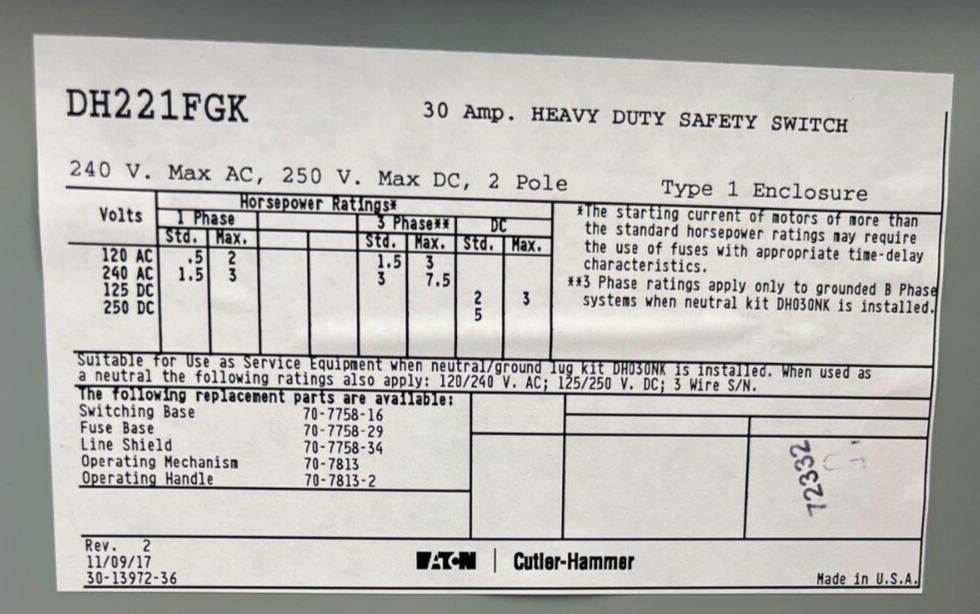 DH221FGK
30 Amp. HEAVY DUTY SAFETY SWITCH
240 V. Max AC, 250 V. Max DC, 2 Pole
Type 1 Enclosure
Horsepower Ratings*
Volts 1 Phase 3 Phase** DC
Std. Max. Std. Max. Std. Max.
120 AC .5 2 1.5 3
240 AC 1.5 3 3 7.5
125 DC 2 3
250 DC 5
*The starting current of motors of more than
the standard horsepower ratings may require
the use of fuses with appropriate time-delay
characteristics.
**3 Phase ratings apply only to grounded B Phase
systems when neutral kit DH030NK is installed.
Suitable for Use as Service Equipment when neutral/ground lug kit DH030NK is installed. When used as
a neutral the following ratings also apply: 120/240 V. AC; 125/250 V. DC; 3 Wire S/N.
The following replacement parts are available:
Switching Base 70-7758-16
Fuse Base 70-7758-29
Line Shield 70-7758-34
Operating Mechanism 70-7813
Operating Handle 70-7813-2
72332
Rev. 2
11/09/17
30-13972-36
EATON | Cutler-Hammer
Made in U.S.A.